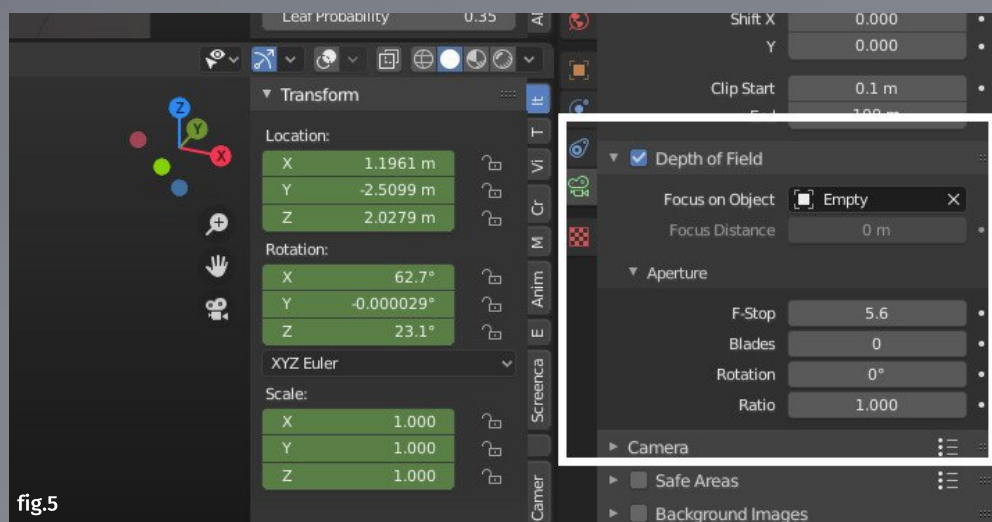 Leaf Probability 0.35
Transform
Location:
X 1.1961 m
Y -2.5099 m
Z 2.0279 m
Rotation:
X 62.7°
Y -0.000029°
Z 23.1°
XYZ Euler
Scale:
X 1.000
Y 1.000
Z 1.000
Z
Y
X
It
T
Vi
Cr
M
Anim
E
Screenca
Camer
Shift X 0.000
Y 0.000
Clip Start 0.1 m
End 100 m
Depth of Field
Focus on Object Empty
Focus Distance 0 m
Aperture
F-Stop 5.6
Blades 0
Rotation 0°
Ratio 1.000
Camera
Safe Areas
Background Images
fig.5